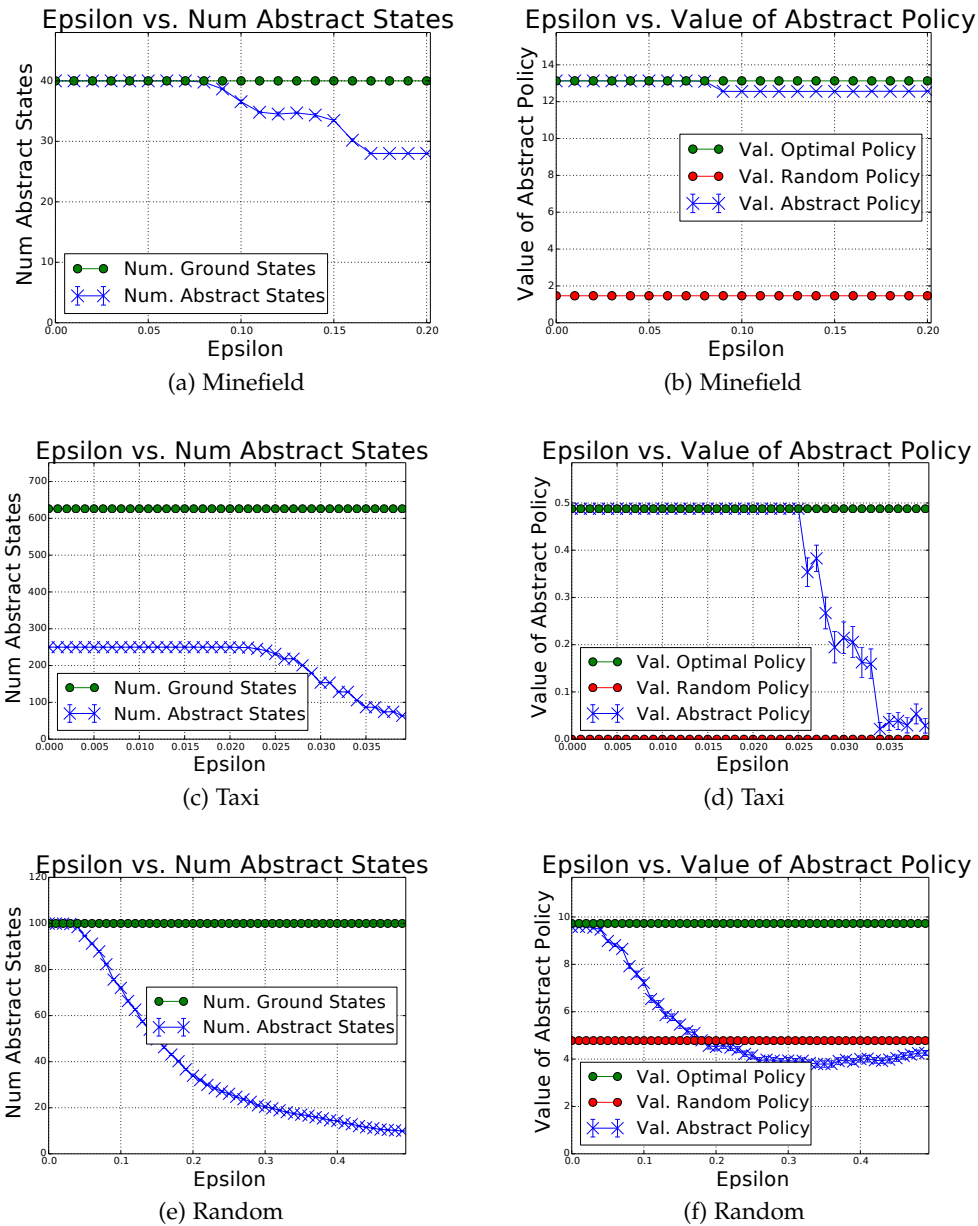 Epsilon vs. Num Abstract States
Num Abstract States
40
30
20
10
0
Num. Ground States
Num. Abstract States
0.00 0.05 0.10 0.15 0.20
Epsilon
(a) Minefield
Epsilon vs. Value of Abstract Policy
Value of Abstract Policy
14
12
10
8
6
4
2
0
Val. Optimal Policy
Val. Random Policy
Val. Abstract Policy
0.00 0.05 0.10 0.15 0.20
Epsilon
(b) Minefield
Epsilon vs. Num Abstract States
Num Abstract States
700
600
500
400
300
200
100
0
Num. Ground States
Num. Abstract States
0.000 0.005 0.010 0.015 0.020 0.025 0.030 0.035
Epsilon
(c) Taxi
Epsilon vs. Value of Abstract Policy
Value of Abstract Policy
0.5
0.4
0.3
0.2
0.1
0.0
Val. Optimal Policy
Val. Random Policy
Val. Abstract Policy
0.000 0.005 0.010 0.015 0.020 0.025 0.030 0.035
Epsilon
(d) Taxi
Epsilon vs. Num Abstract States
Num Abstract States
120
100
80
60
40
20
0
Num. Ground States
Num. Abstract States
0.0 0.1 0.2 0.3 0.4
Epsilon
(e) Random
Epsilon vs. Value of Abstract Policy
Value of Abstract Policy
10
8
6
4
2
0
Val. Optimal Policy
Val. Random Policy
Val. Abstract Policy
0.0 0.1 0.2 0.3 0.4
Epsilon
(f) Random